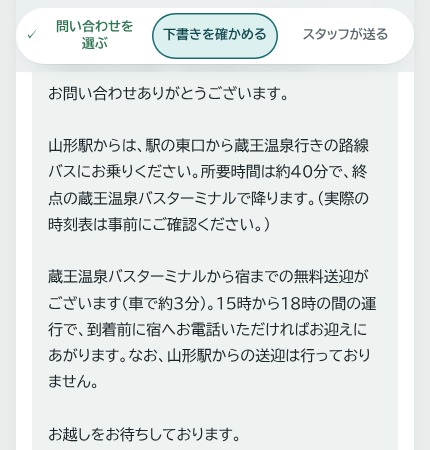 ✓ 問い合わせを
選ぶ
下書きを確かめる
スタッフが送る
お問い合わせありがとうございます。
山形駅からは、駅の東口から蔵王温泉行きの路線
バスにお乗りください。所要時間は約40分で、終
点の蔵王温泉バスターミナルで降ります。（実際の
時刻表は事前にご確認ください。）
蔵王温泉バスターミナルから宿までの無料送迎が
ございます（車で約3分）。15時から18時の間の運
行で、到着前に宿へお電話いただければお迎えに
あがります。なお、山形駅からの送迎は行っており
ません。
お越しをお待ちしております。